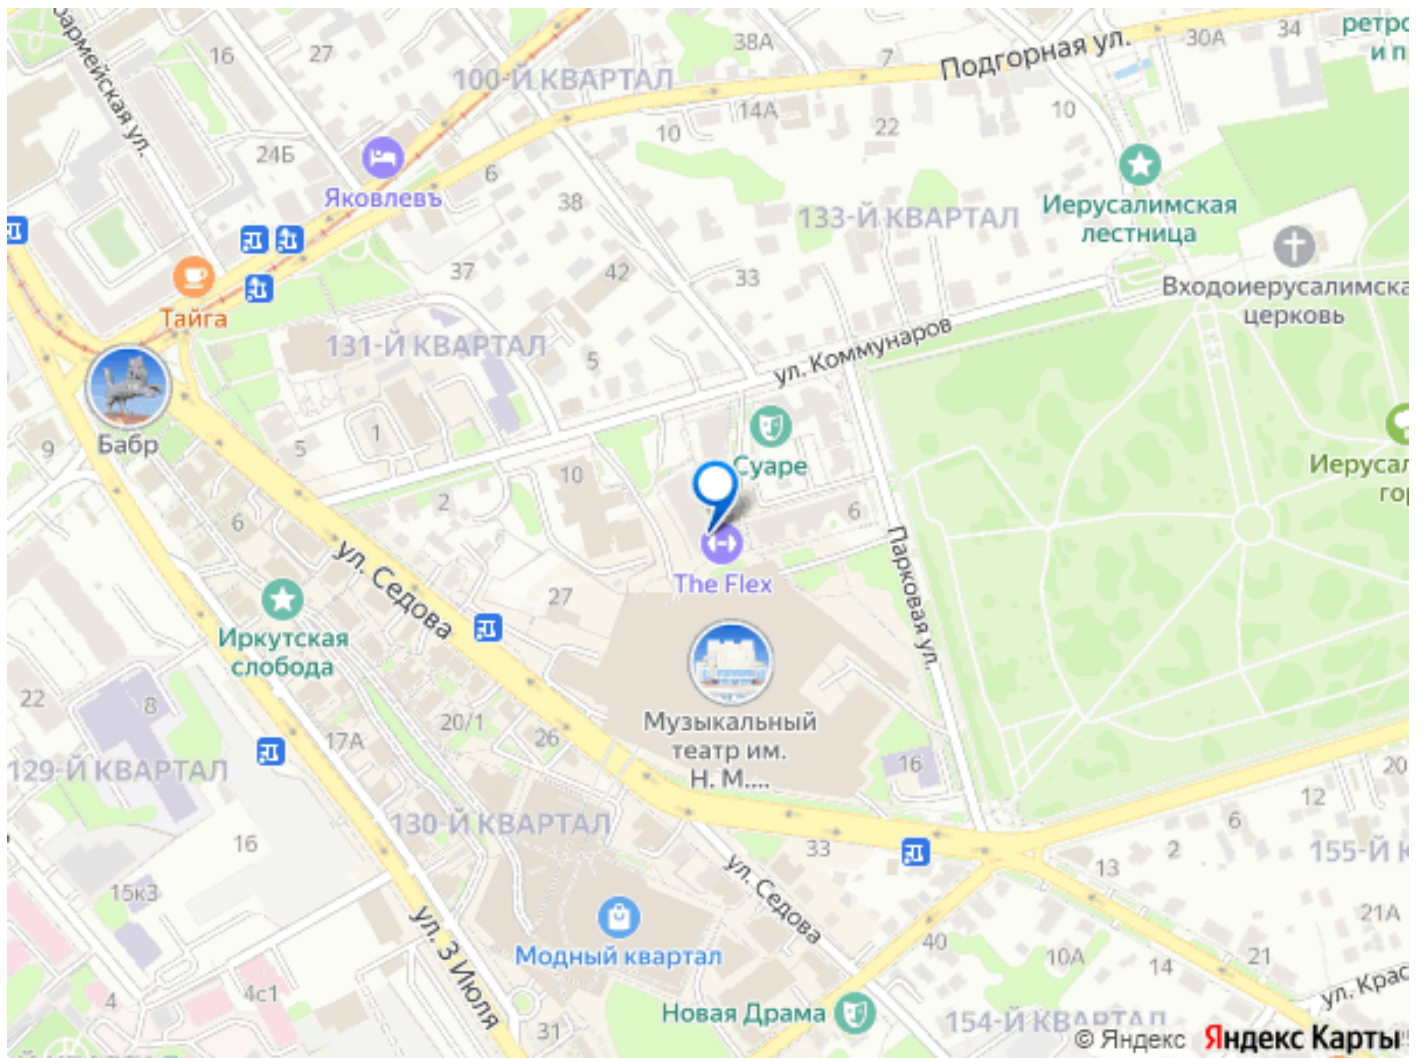 16
27
38А
7
30А
34
ретро
и п
Подгорная ул.
100-Й КВАРТАЛ
14А
10
22
10
24Б
Яковлевъ
6
38
133-Й КВАРТАЛ
Иерусалимская
лестница
42
37
33
Тайга
Входоиерусалимска
церковь
131-Й КВАРТАЛ
5
ул. Коммунаров
Бабр
9
5
1
10
Суаре
Иерусал
гор
2
6
6
ул. Седова
The Flex
27
Парковая ул.
Иркутская
слобода
22
8
20/1
26
17А
Музыкальный
театр им.
Н. М....
16
129-Й КВАРТАЛ
20
12
6
130-Й КВАРТАЛ
33
2
155-Й К
16
13
15к3
ул. Седова
21А
ул. 3 Июля
Модный квартал
40
10А
14
21
4
4с1
ул. Крас
31
Новая Драма
154-Й КВАРТАЛ
Й КВАРТАЛ
© Яндекс Яндекс Карты